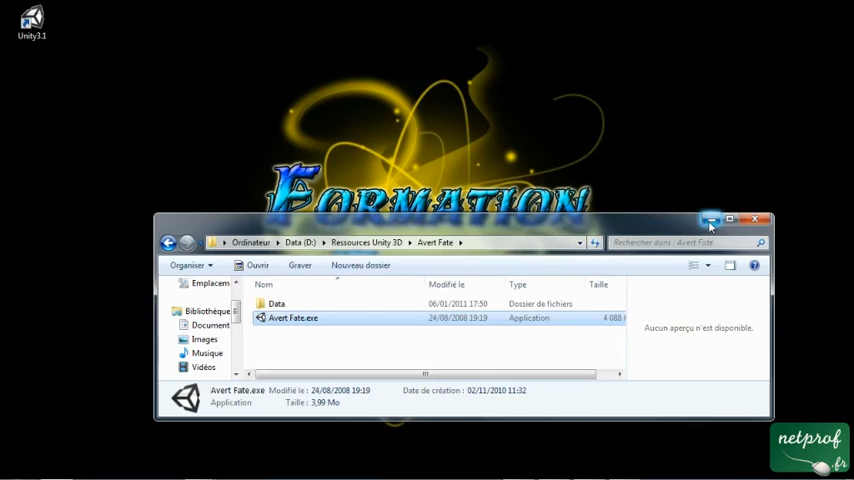 Unity3.1
FORMATION
Ordinateur Data (D:) Ressources Unity 3D Avert Fate
Rechercher dans : Avert Fate
Organiser Ouvrir Graver Nouveau dossier
Nom Modifié le Type Taille
Emplacem
Data 06/01/2011 17:50 Dossier de fichiers
Bibliothèque
Avert Fate.exe 24/08/2008 19:19 Application 4 088
Document
Images
Musique
Vidéos
Aucun aperçu n'est disponible.
Avert Fate.exe Modifié le : 24/08/2008 19:19 Date de création : 02/11/2010 11:32
Application Taille : 3,99 Mo
netprof
.fr